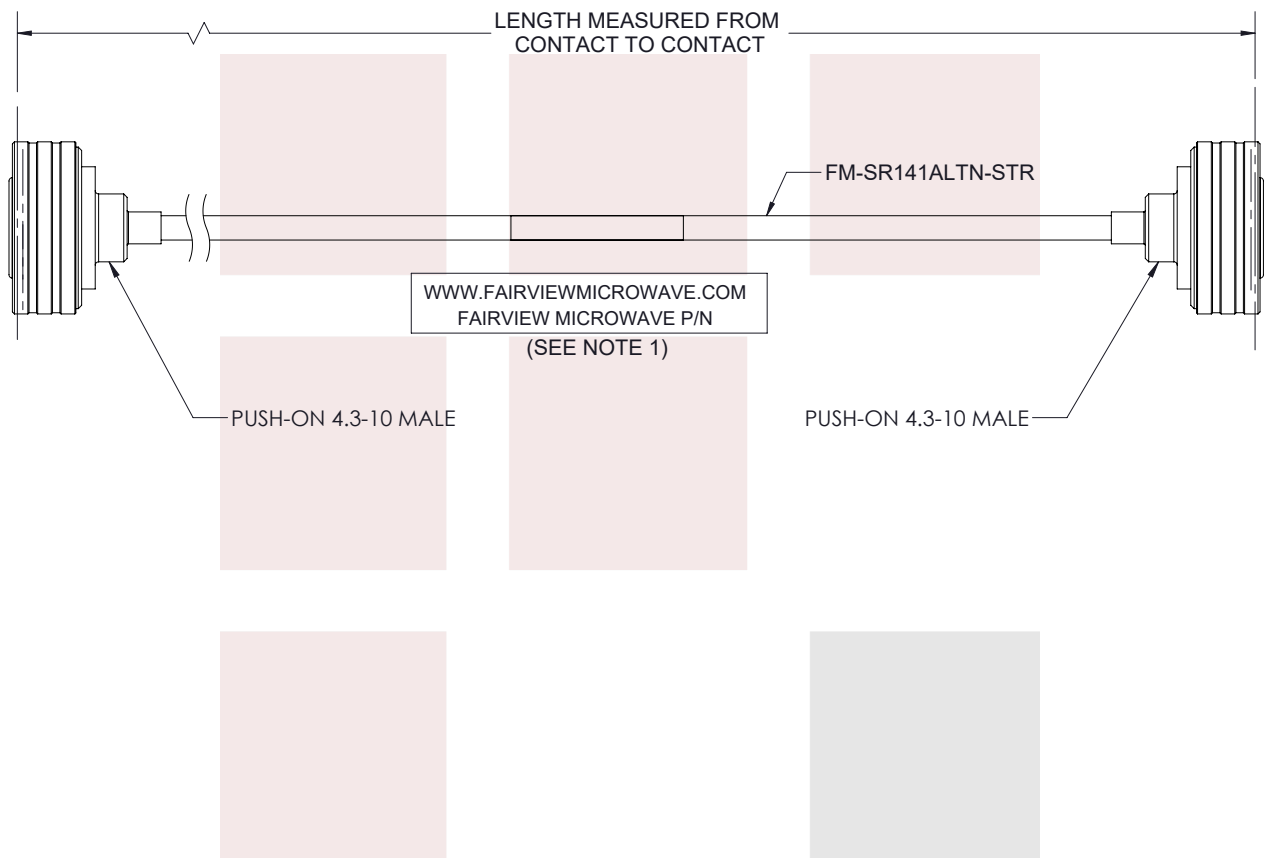 LENGTH MEASURED FROM
CONTACT TO CONTACT
FM-SR141ALTN-STR
WWW.FAIRVIEWMICROWAVE.COM
FAIRVIEW MICROWAVE P/N
(SEE NOTE 1)
PUSH-ON 4.3-10 MALE
PUSH-ON 4.3-10 MALE